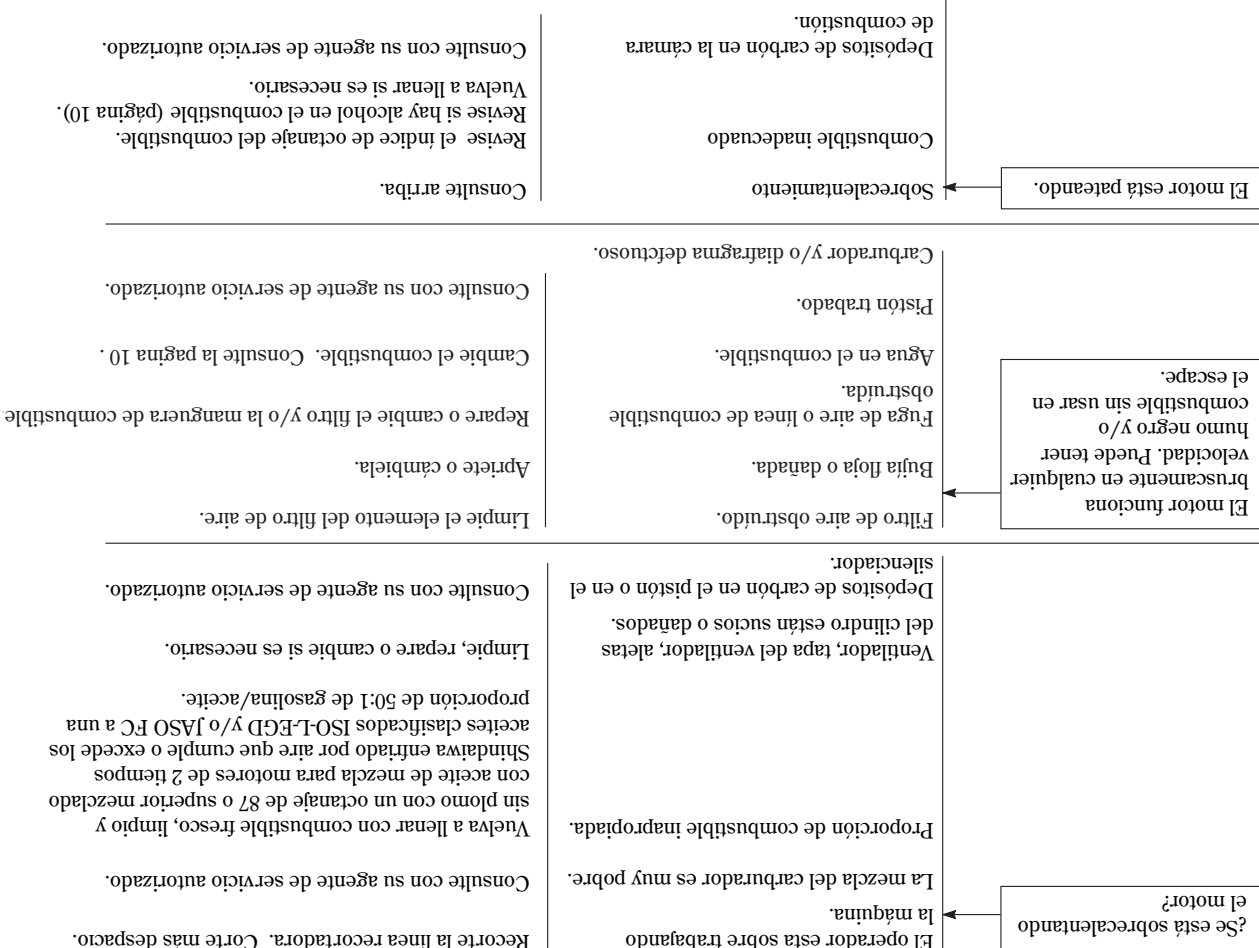 ¿Se está sobrecalentando
el motor?
El operador esta sobre trabajando
la máquina.
Recorte la línea recortadora. Corte más despacio.
La mezcla del carburador es muy pobre.
Consulte con su agente de servicio autorizado.
Proporción de combustible inapropiada.
Vuelva a llenar con combustible fresco, limpio y
sin plomo con un octanaje de 87 o superior mezclado
con aceite de mezcla para motores de 2 tiempos
Shindaiwa enfriado por aire que cumple o excede los
aceites clasificados ISO-L-EGD y/o JASO FC a una
proporción de 50:1 de gasolina/aceite.
Ventilador, tapa del ventilador, aletas
del cilindro están sucios o dañados.
Limpie, repare o cambie si es necesario.
Depósitos de carbón en el pistón o en el
silenciador.
Consulte con su agente de servicio autorizado.
El motor funciona
bruscamente en cualquier
velocidad. Puede tener
humo negro y/o
combustible sin usar en
el escape.
Filtro de aire obstruído.
Limpie el elemento del filtro de aire.
Bujía floja o dañada.
Apriete o cámbiela.
Fuga de aire o línea de combustible
obstruída.
Repare o cambie el filtro y/o la manguera de combustible.
Agua en el combustible.
Cambie el combustible. Consulte la pagina 10 .
Pistón trabado.
Consulte con su agente de servicio autorizado.
Carburador y/o diafragma defctuoso.
El motor está pateando.
Sobrecalentamiento
Consulte arriba.
Combustible inadecuado
Revise el índice de octanaje del combustible.
Revise si hay alcohol en el combustible (página 10).
Vuelva a llenar si es necesario.
Depósitos de carbón en la cámara
de combustión.
Consulte con su agente de servicio autorizado.